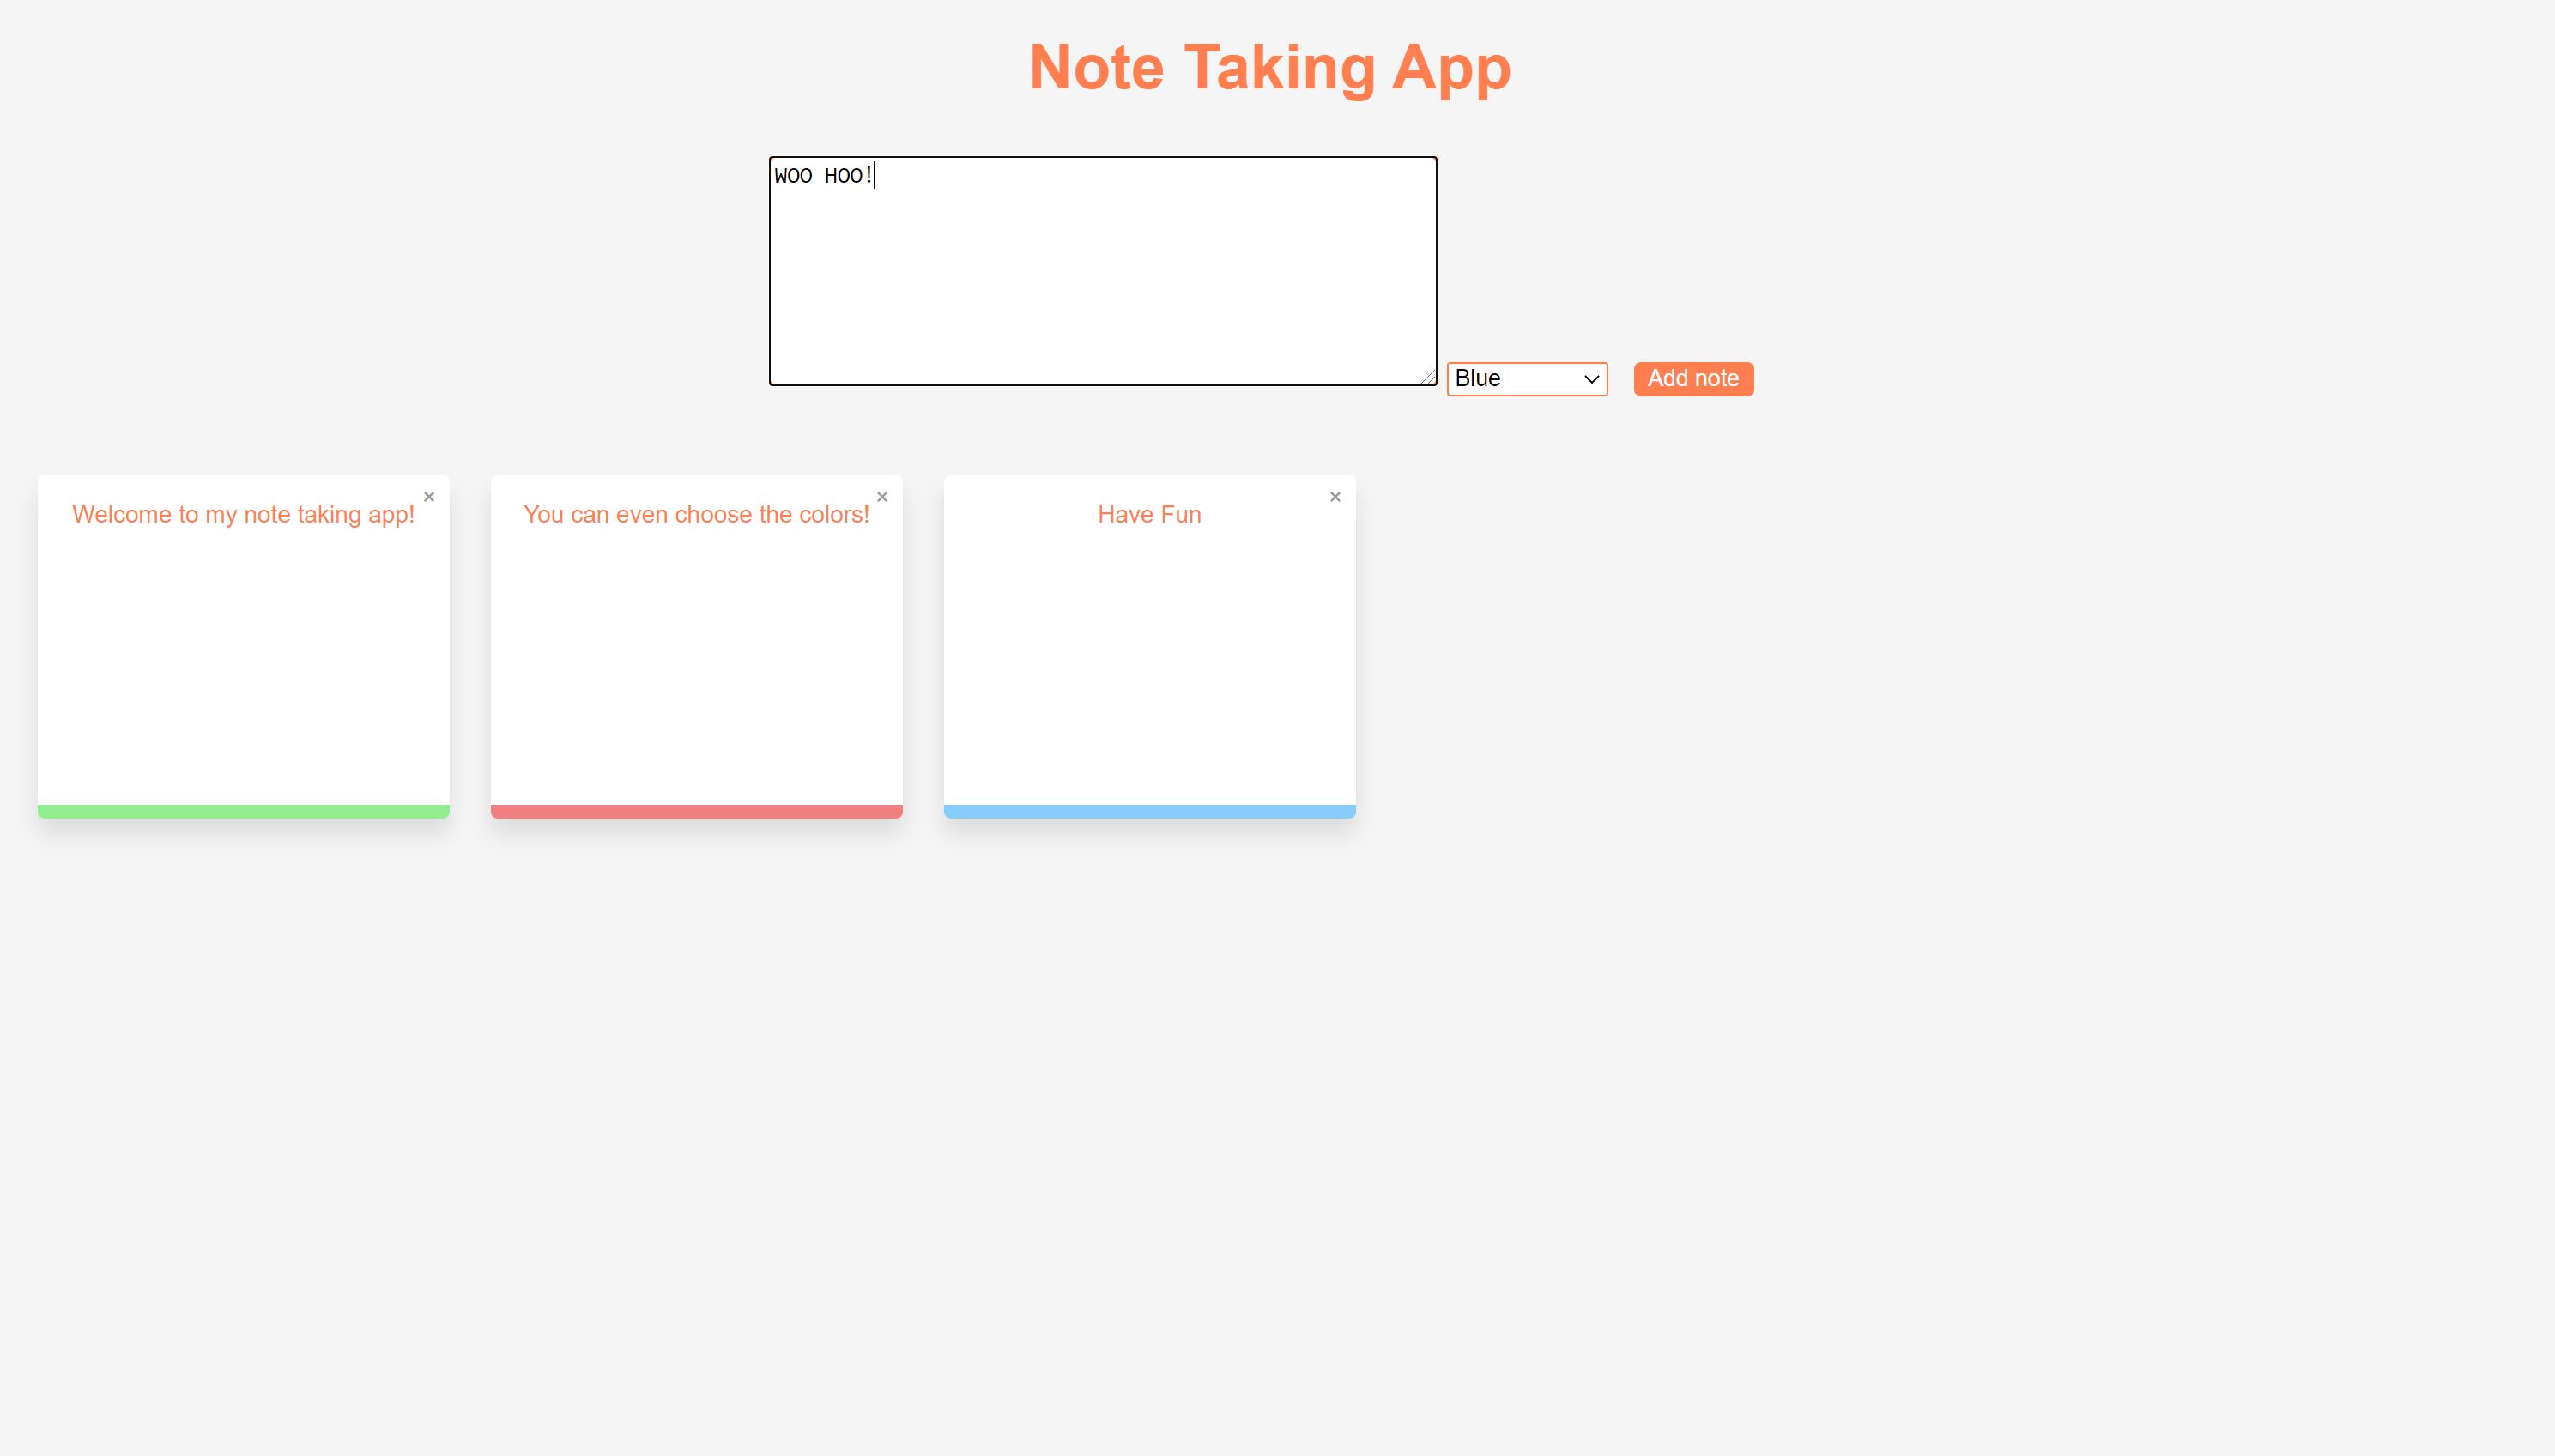 Note Taking App
WOO HOO!
Blue
Add note
×
×
×
Welcome to my note taking app!
You can even choose the colors!
Have Fun